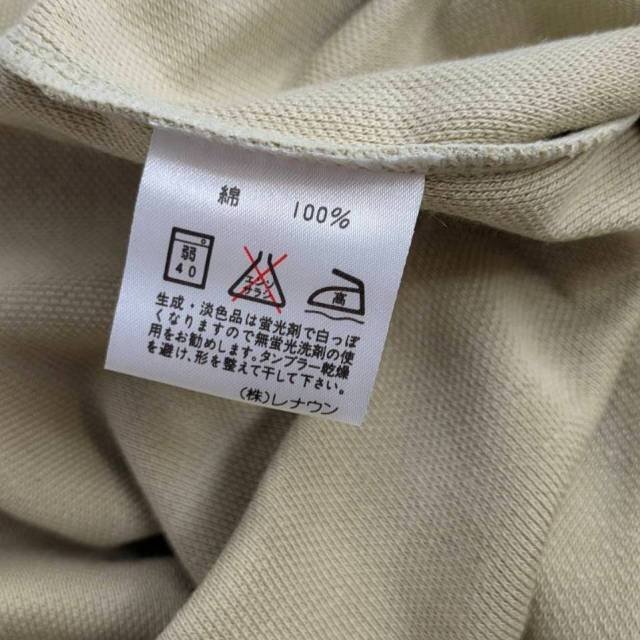 綿 100%
弱
40
エンソ
サラシ
高
生成・淡色品は蛍光剤で白っぽ
くなりますので無蛍光洗剤の使
用をお勧めします。タンブラー乾燥
を避け、形を整えて干して下さい。
(株)レナウン